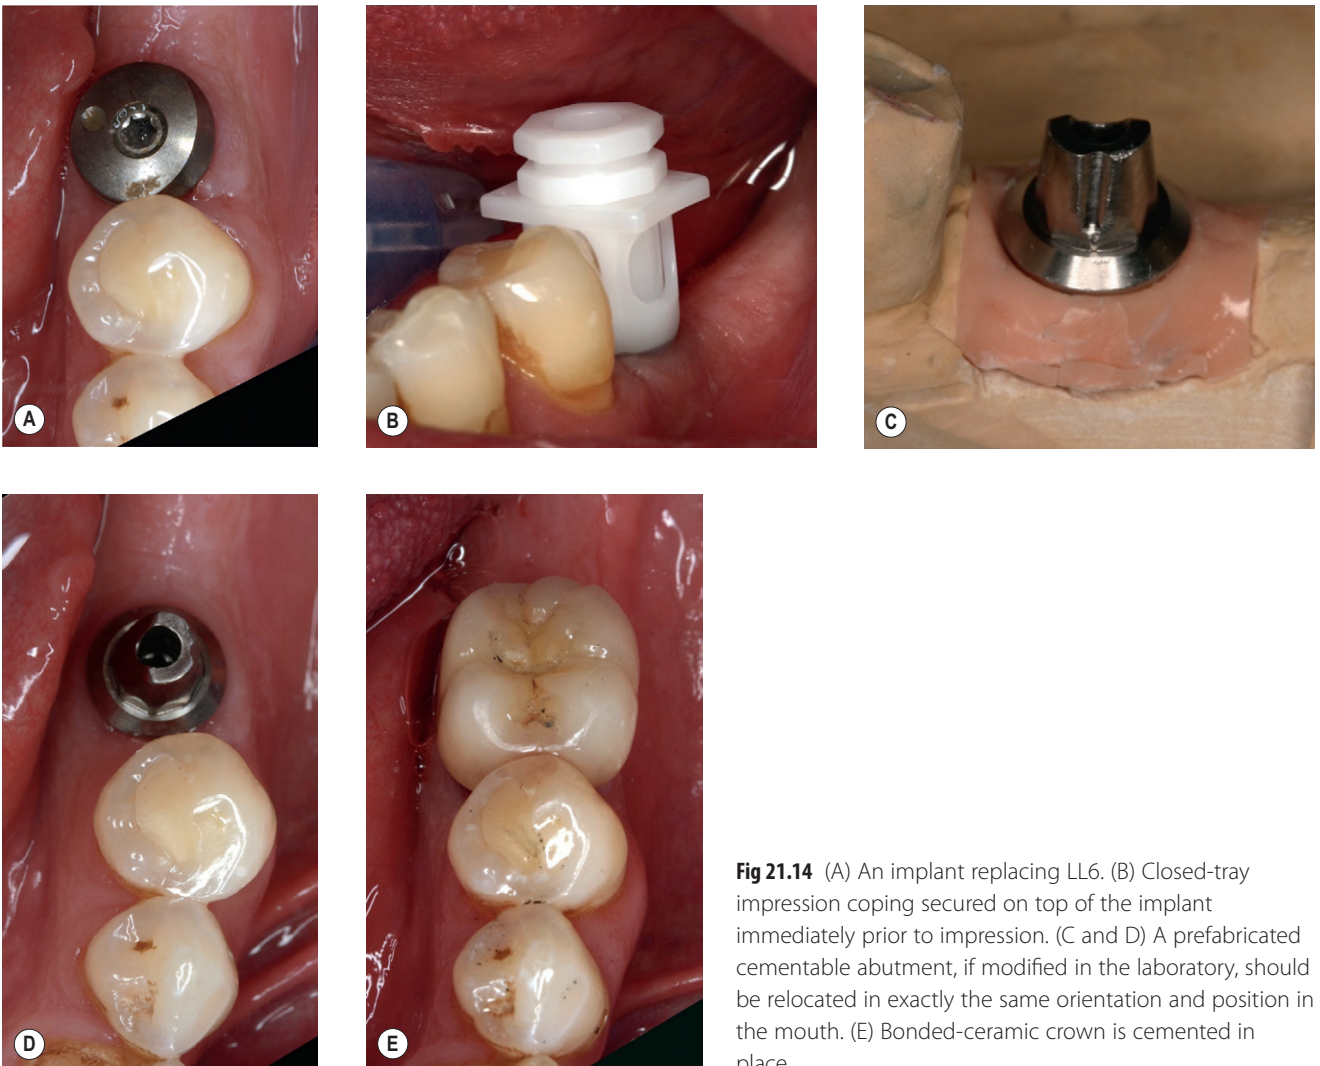 A
B
C
D
E
Fig 21.14 (A) An implant replacing LL6. (B) Closed-tray
impression coping secured on top of the implant
immediately prior to impression. (C and D) A prefabricated
cementable abutment, if modified in the laboratory, should
be relocated in exactly the same orientation and position in
the mouth. (E) Bonded-ceramic crown is cemented in
place